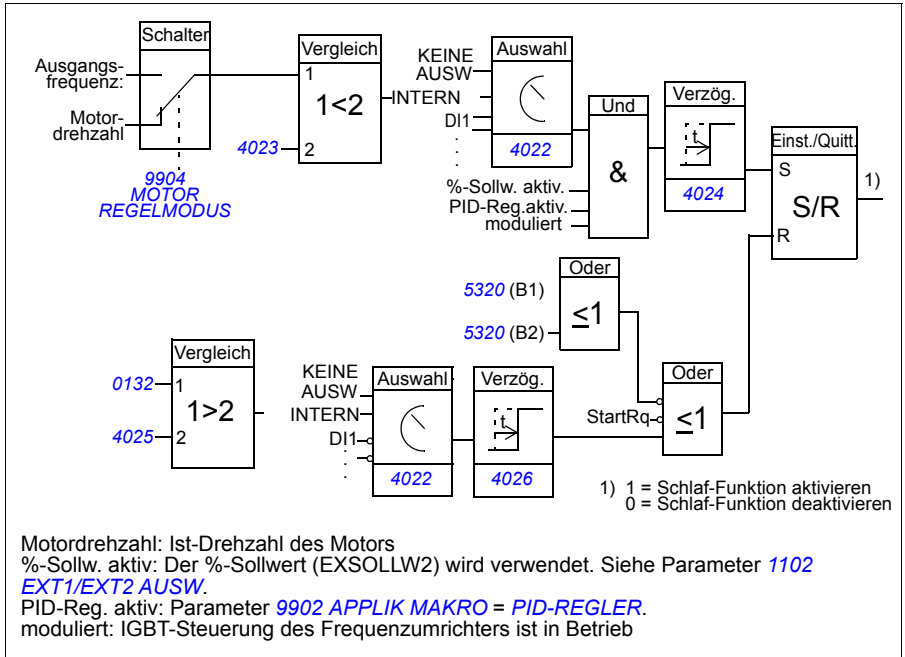 Schalter
Ausgangs-
frequenz:
Motor-
drehzahl
9904
MOTOR
REGELMODUS
Vergleich
1
1<2
4023
2
KEINE
AUSW
INTERN
DI1
.
.
.
Auswahl
4022
%-Sollw. aktiv.
PID-Reg.aktiv.
moduliert
Und
&
Verzög.
t
4024
Einst./Quitt.
S
S/R
R
1)
Oder
5320 (B1)
≤1
5320 (B2)
Vergleich
0132
1
1>2
4025
2
KEINE
AUSW
INTERN
DI1
.
.
.
Auswahl
4022
Verzög.
t
4026
Oder
StartRq
≤1
1) 1 = Schlaf-Funktion aktivieren
0 = Schlaf-Funktion deaktivieren
Motordrehzahl: Ist-Drehzahl des Motors
%-Sollw. aktiv: Der %-Sollwert (EXSOLLW2) wird verwendet. Siehe Parameter 1102
EXT1/EXT2 AUSW.
PID-Reg. aktiv: Parameter 9902 APPLIK MAKRO = PID-REGLER.
moduliert: IGBT-Steuerung des Frequenzumrichters ist in Betrieb